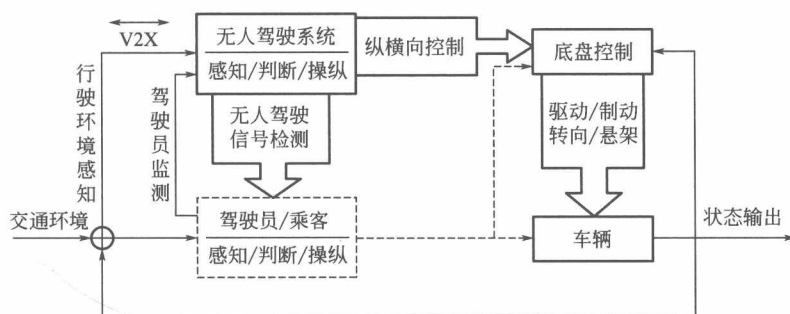 V2X
无人驾驶系统
感知/判断/操纵
纵横向控制
底盘控制
行驶环境感知
驾驶员监测
无人驾驶
信号检测
驱动/制动
转向/悬架
交通环境
驾驶员/乘客
感知/判断/操纵
车辆
状态输出